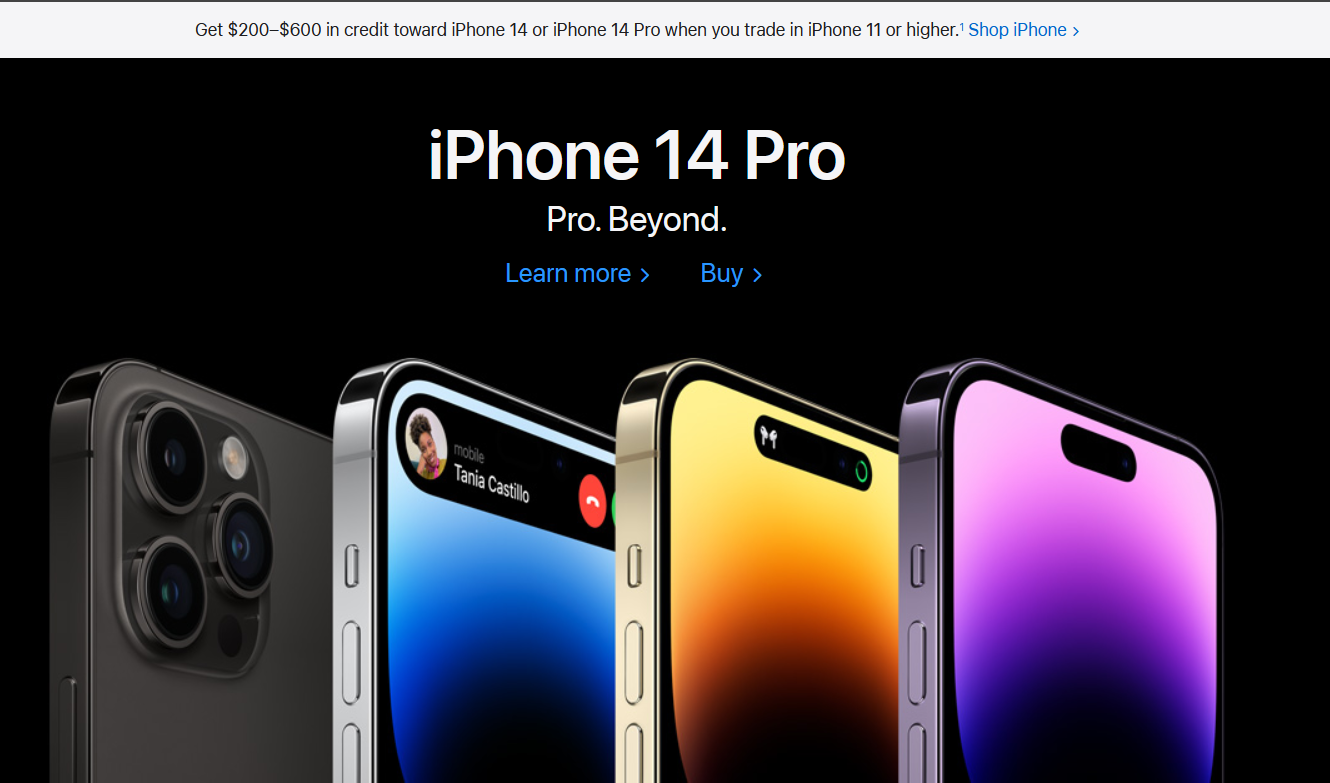 Get $200–$600 in credit toward iPhone 14 or iPhone 14 Pro when you trade in iPhone 11 or higher.¹ Shop iPhone >
iPhone 14 Pro
Pro. Beyond.
Learn more > Buy >
mobile
Tania Castillo